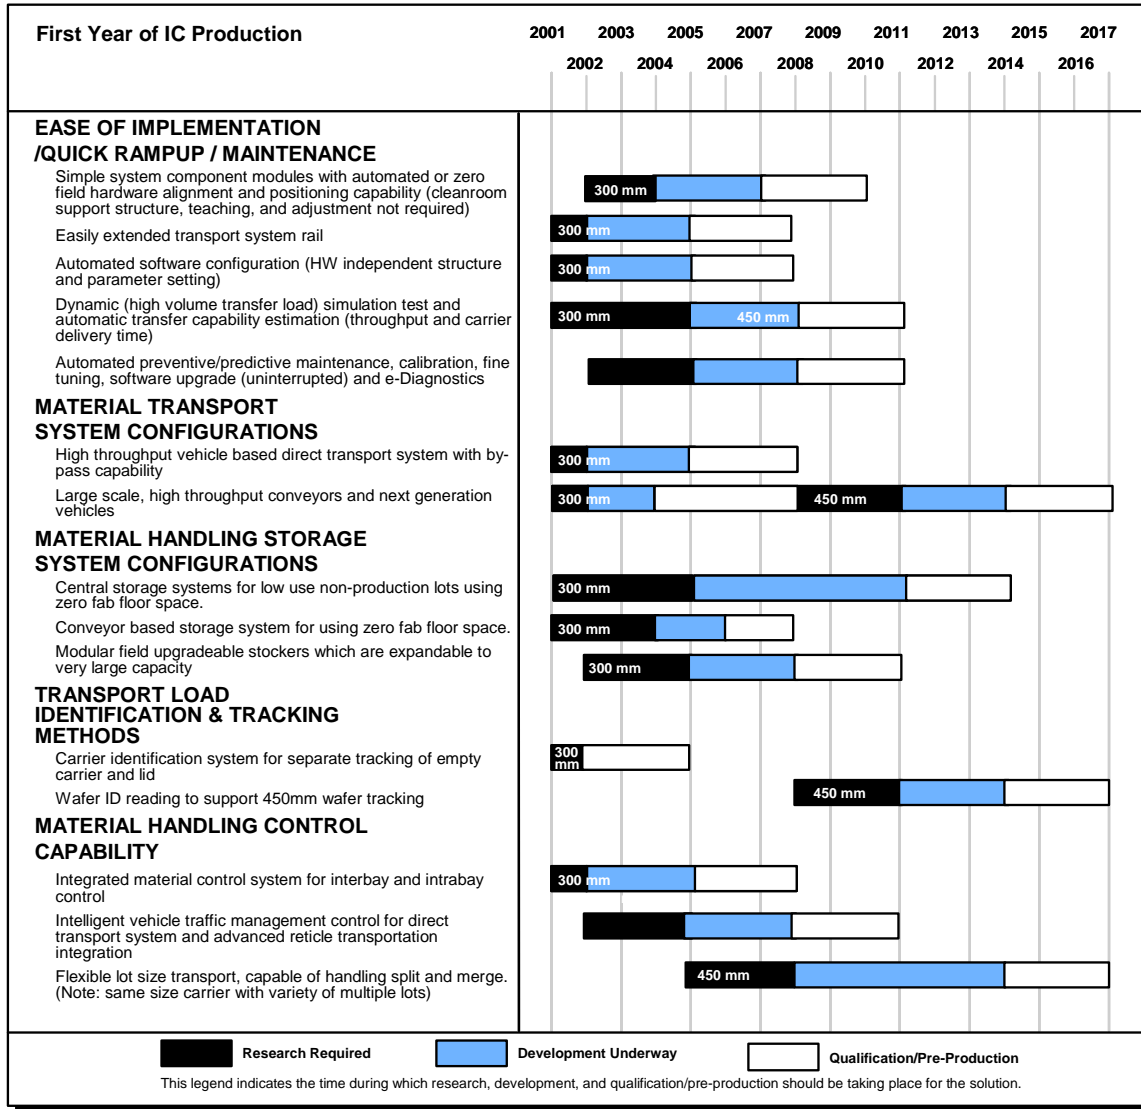 First Year of IC Production
2001 2003 2005 2007 2009 2011 2013 2015 2017
2002 2004 2006 2008 2010 2012 2014 2016
EASE OF IMPLEMENTATION
/QUICK RAMPUP / MAINTENANCE
Simple system component modules with automated or zero
field hardware alignment and positioning capability (cleanroom
support structure, teaching, and adjustment not required)
300 mm
Easily extended transport system rail
300 mm
Automated software configuration (HW independent structure
and parameter setting)
300 mm
Dynamic (high volume transfer load) simulation test and
automatic transfer capability estimation (throughput and carrier
delivery time)
300 mm 450 mm
Automated preventive/predictive maintenance, calibration, fine
tuning, software upgrade (uninterrupted) and e-Diagnostics
MATERIAL TRANSPORT
SYSTEM CONFIGURATIONS
High throughput vehicle based direct transport system with by-
pass capability
300 mm
Large scale, high throughput conveyors and next generation
vehicles
300 mm 450 mm
MATERIAL HANDLING STORAGE
SYSTEM CONFIGURATIONS
Central storage systems for low use non-production lots using
zero fab floor space.
300 mm
Conveyor based storage system for using zero fab floor space.
300 mm
Modular field upgradeable stockers which are expandable to
very large capacity
300 mm
TRANSPORT LOAD
IDENTIFICATION & TRACKING
METHODS
Carrier identification system for separate tracking of empty
carrier and lid
300
mm
Wafer ID reading to support 450mm wafer tracking
450 mm
MATERIAL HANDLING CONTROL
CAPABILITY
Integrated material control system for interbay and intrabay
control
300 mm
Intelligent vehicle traffic management control for direct
transport system and advanced reticle transportation
integration
Flexible lot size transport, capable of handling split and merge.
(Note: same size carrier with variety of multiple lots)
450 mm
Research Required
Development Underway
Qualification/Pre-Production
This legend indicates the time during which research, development, and qualification/pre-production should be taking place for the solution.